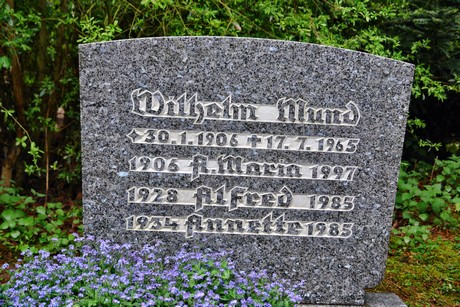 Wilhelm Mund
*30.1.1906 ✝17.7.1965
1906 A. Maria 1997
1928 Alfred 1985
1934 Annette 1985